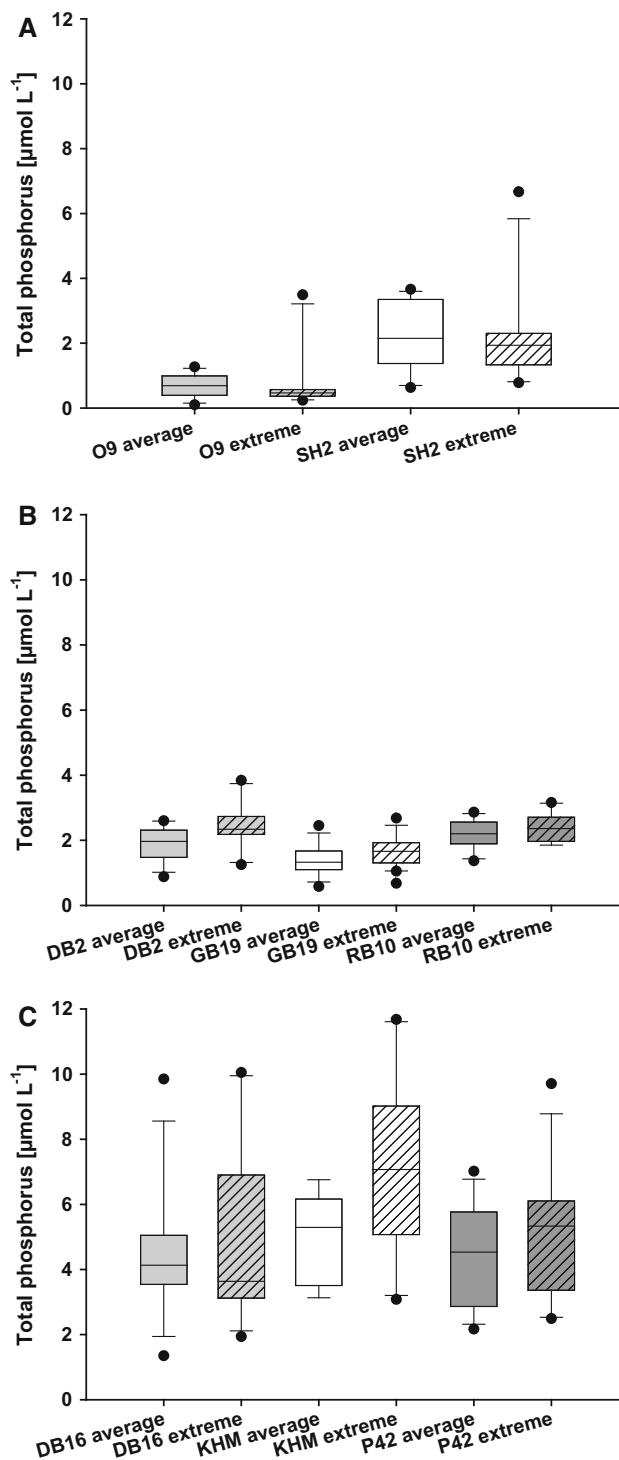 A
Total phosphorus [µmol L⁻¹]
12
10
8
6
4
2
0
O9 average
O9 extreme
SH2 average
SH2 extreme
B
Total phosphorus [µmol L⁻¹]
12
10
8
6
4
2
0
DB2 average
DB2 extreme
GB19 average
GB19 extreme
RB10 average
RB10 extreme
C
Total phosphorus [µmol L⁻¹]
12
10
8
6
4
2
0
DB16 average
DB16 extreme
KHM average
KHM extreme
P42 average
P42 extreme